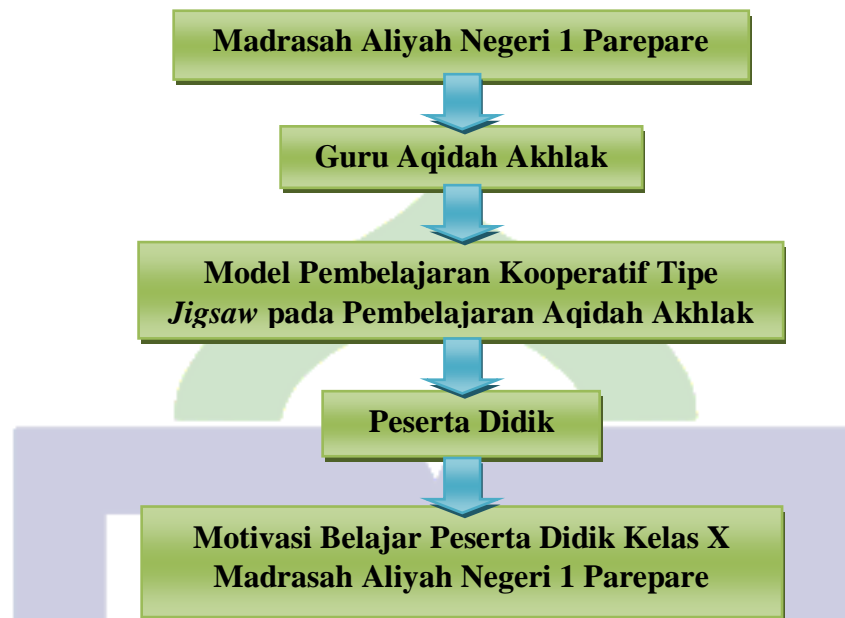 Madrasah Aliyah Negeri 1 Parepare
Guru Aqidah Akhlak
Model Pembelajaran Kooperatif Tipe
Jigsaw pada Pembelajaran Aqidah Akhlak
Peserta Didik
Motivasi Belajar Peserta Didik Kelas X
Madrasah Aliyah Negeri 1 Parepare